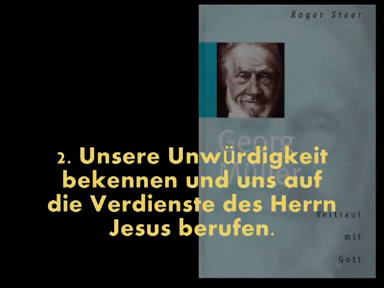 Roger Steer
Georg
Müller
2. Unsere Unwürdigkeit
bekennen und uns auf
die Verdienste des Herrn
Jesus berufen.
Vertraut
mit
Gott